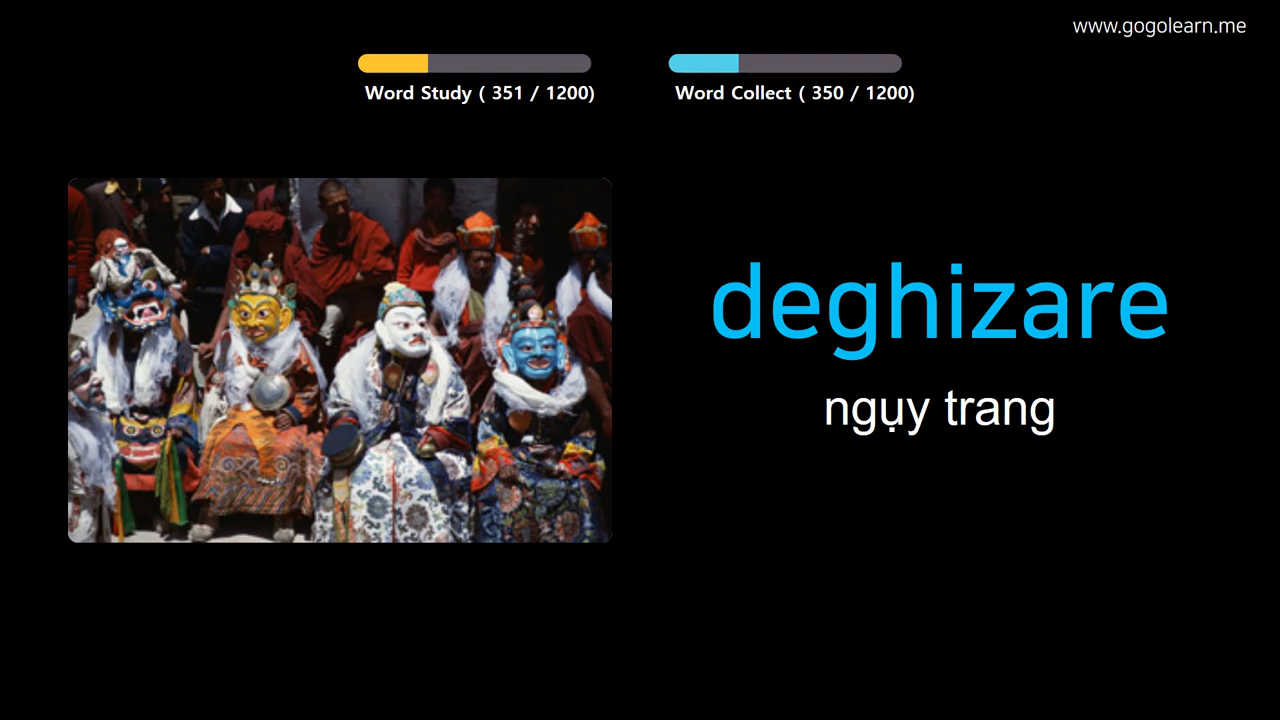 www.gogolearn.me
Word Study ( 351 / 1200)
Word Collect ( 350 / 1200)
deghizare
ngụy trang